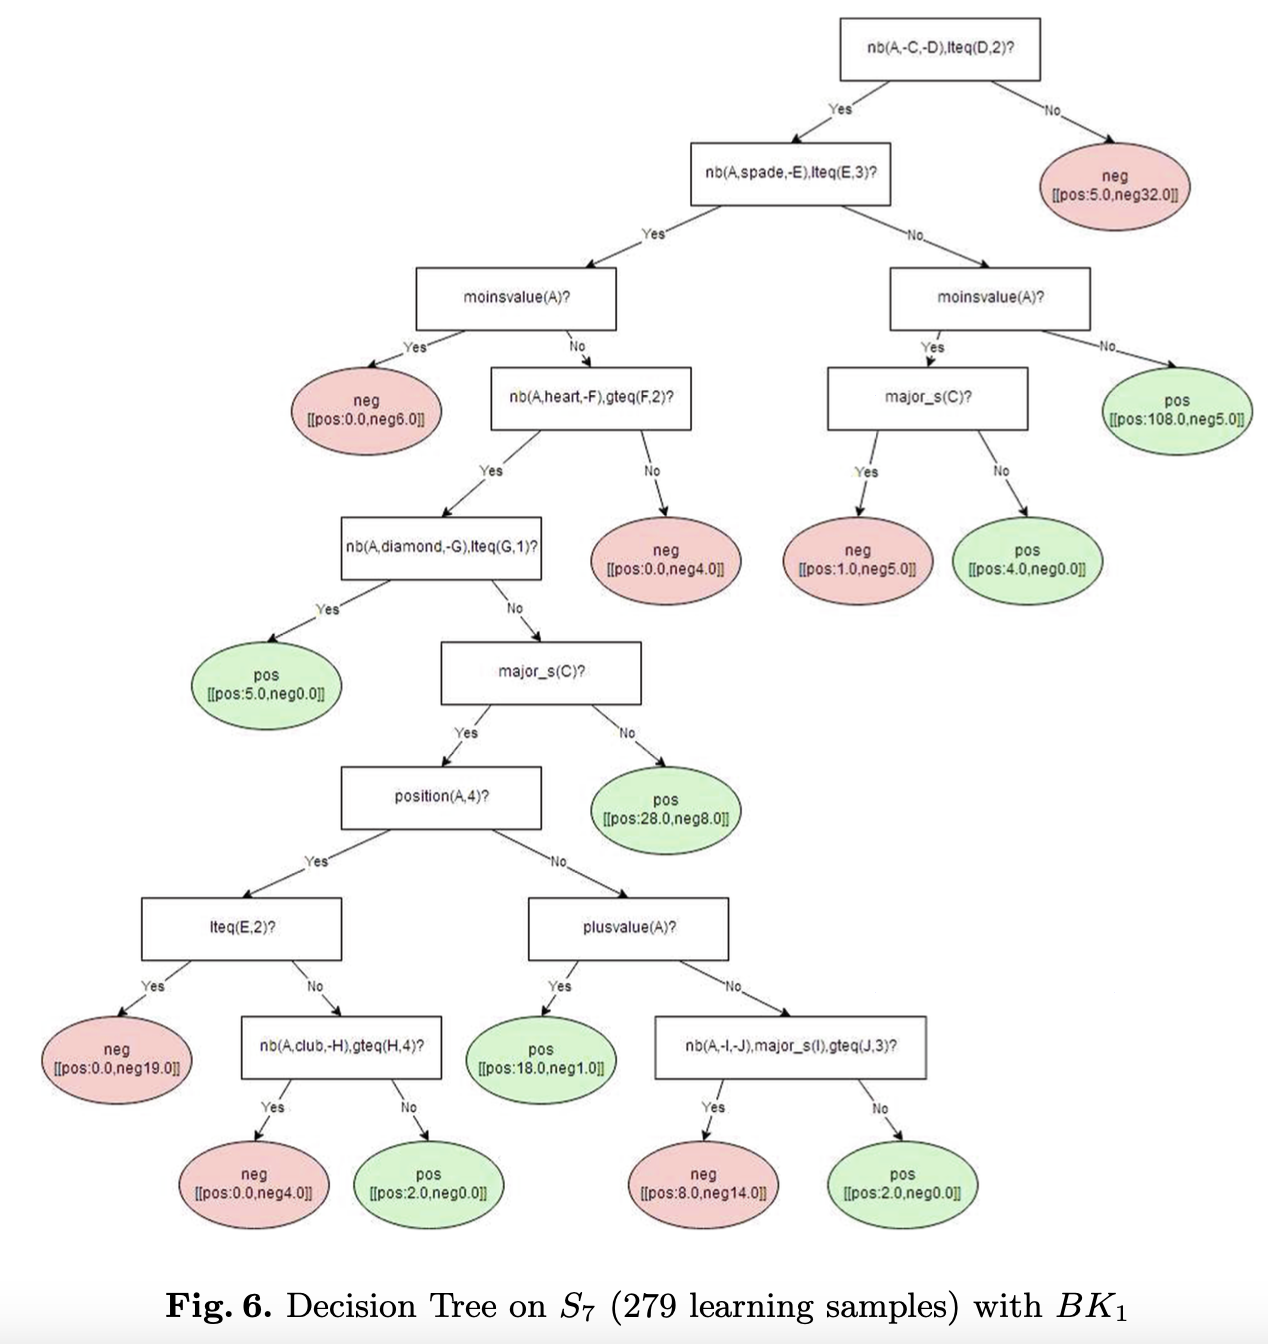 nb(A,-C,-D),lteq(D,2)?
Yes
No
nb(A,spade,-E),lteq(E,3)?
neg
[[pos:5.0,neg32.0]]
Yes
No
moinsvalue(A)?
moinsvalue(A)?
Yes
No
Yes
No
neg
[[pos:0.0,neg6.0]]
nb(A,heart,-F),gteq(F,2)?
major_s(C)?
pos
[[pos:108.0,neg5.0]]
Yes
No
Yes
No
nb(A,diamond,-G),lteq(G,1)?
neg
[[pos:0.0,neg4.0]]
neg
[[pos:1.0,neg5.0]]
pos
[[pos:4.0,neg0.0]]
Yes
No
pos
[[pos:5.0,neg0.0]]
major_s(C)?
Yes
No
position(A,4)?
pos
[[pos:28.0,neg8.0]]
Yes
No
lteq(E,2)?
plusvalue(A)?
Yes
No
Yes
No
neg
[[pos:0.0,neg19.0]]
nb(A,club,-H),gteq(H,4)?
pos
[[pos:18.0,neg1.0]]
nb(A,-I,-J),major_s(I),gteq(J,3)?
Yes
No
Yes
No
neg
[[pos:0.0,neg4.0]]
pos
[[pos:2.0,neg0.0]]
neg
[[pos:8.0,neg14.0]]
pos
[[pos:2.0,neg0.0]]
Fig. 6. Decision Tree on S7 (279 learning samples) with BK1